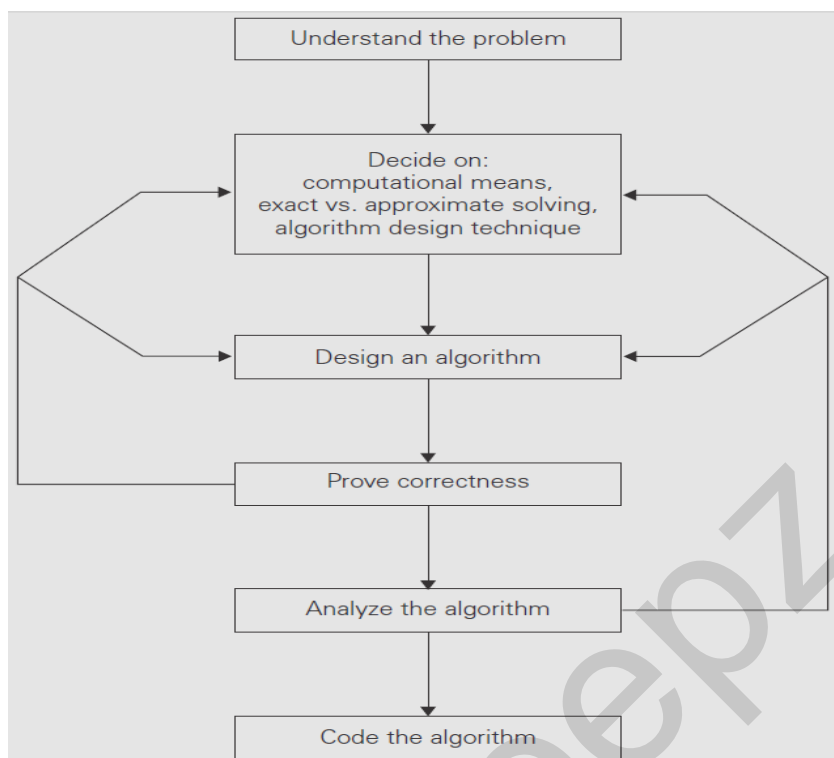 Understand the problem
Decide on:
computational means,
exact vs. approximate solving,
algorithm design technique
Design an algorithm
Prove correctness
Analyze the algorithm
Code the algorithm